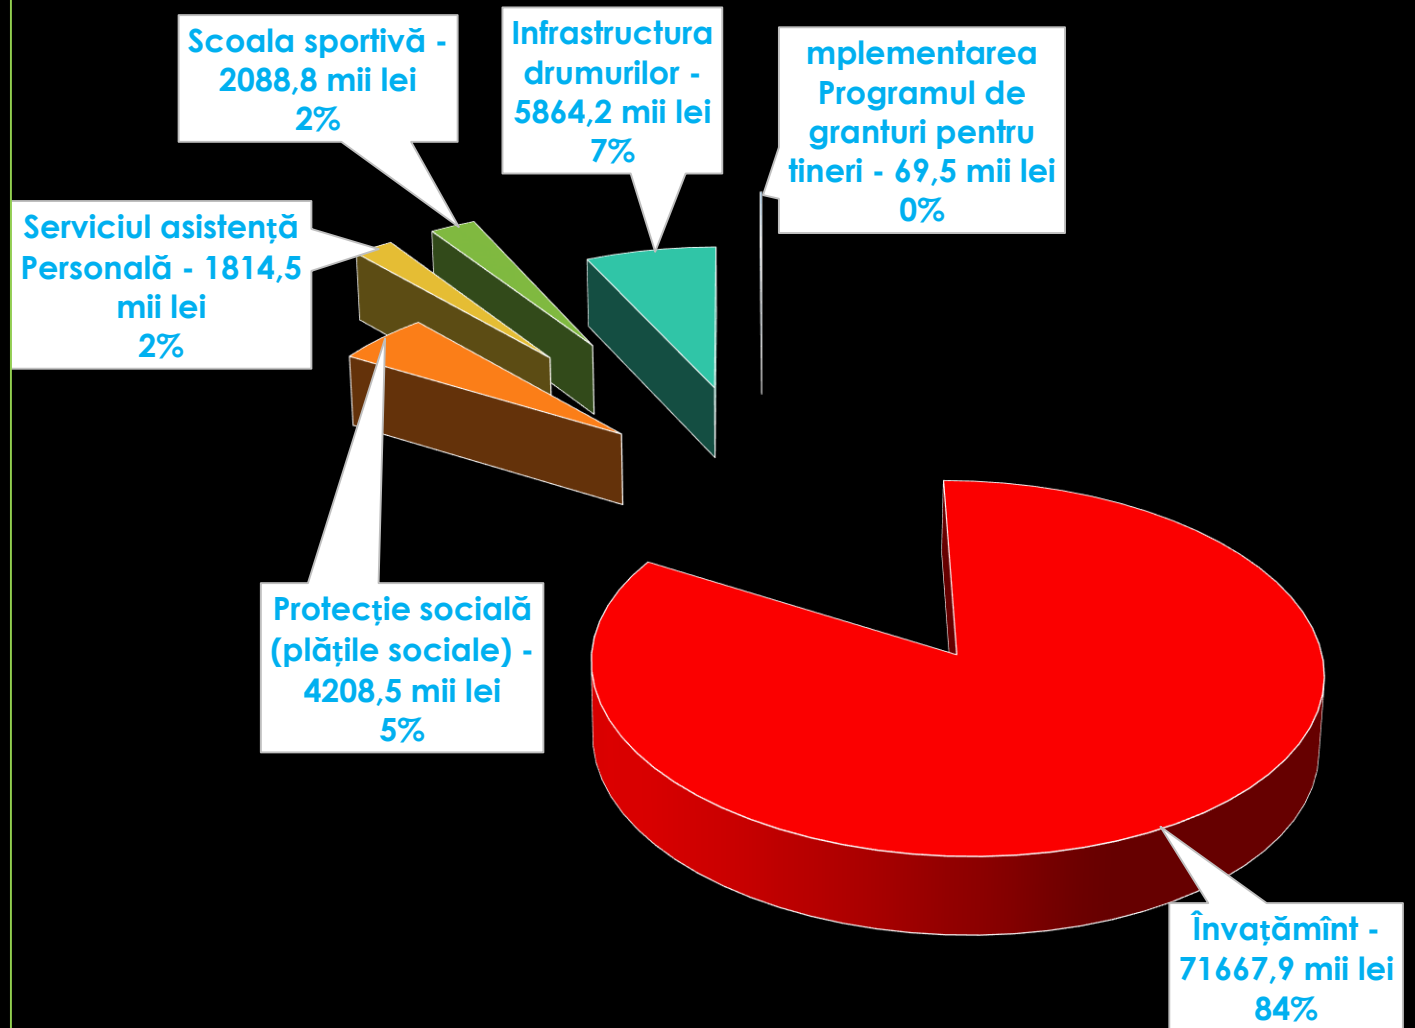 Scoala sportivă -
2088,8 mii lei
2%
Infrastructura
drumurilor -
5864,2 mii lei
7%
mplementarea
Programul de
granturi pentru
tineri - 69,5 mii lei
0%
Serviciul asistență
Personală - 1814,5
mii lei
2%
Protecție socială
(plățile sociale) -
4208,5 mii lei
5%
Învațămînt -
71667,9 mii lei
84%